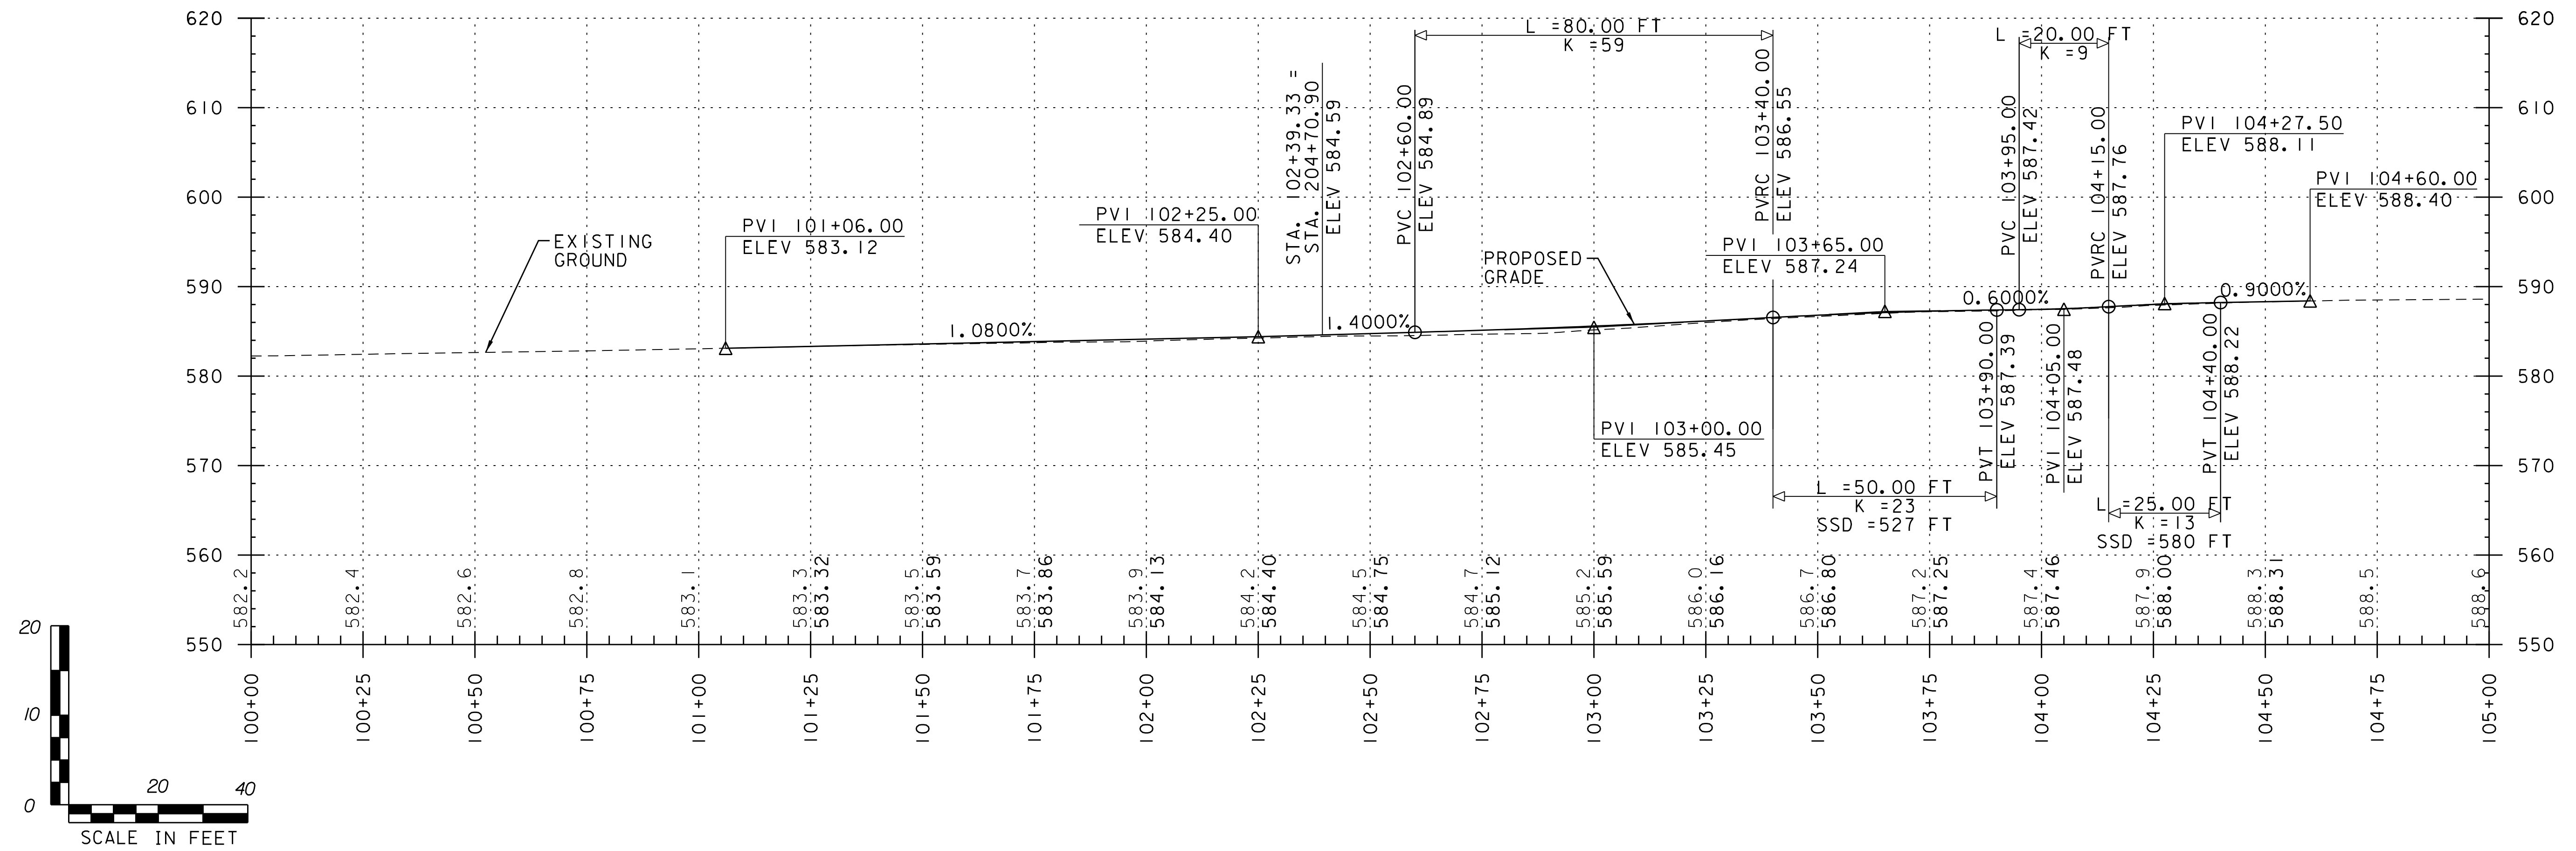 620
610
600
590
580
570
560
550
620
610
600
590
580
570
560
550
EXISTING
GROUND
PVI 101+06.00
ELEV 583.12
1.0800%
PVI 102+25.00
ELEV 584.40
STA. 102+39.33 =
STA. 204+70.90
ELEV 584.59
1.4000%
PVC 102+60.00
ELEV 584.89
L =80.00 FT
K =59
PROPOSED
GRADE
PVI 103+00.00
ELEV 585.45
PVRC 103+40.00
ELEV 586.55
PVI 103+65.00
ELEV 587.24
L =50.00 FT
K =23
SSD =527 FT
PVT 103+90.00
ELEV 587.39
0.6000%
PVC 103+95.00
ELEV 587.42
L =20.00 FT
K =9
PVI 104+05.00
ELEV 587.48
PVRC 104+15.00
ELEV 587.76
PVI 104+27.50
ELEV 588.11
L =25.00 FT
K =13
SSD =580 FT
PVT 104+40.00
ELEV 588.22
0.9000%
PVI 104+60.00
ELEV 588.40
582.2
582.4
582.6
582.8
583.1
583.3
583.32
583.5
583.59
583.7
583.86
583.9
584.13
584.2
584.40
584.5
584.75
584.7
585.12
585.2
585.59
586.0
586.16
586.7
586.80
587.2
587.25
587.4
587.46
587.9
588.00
588.3
588.31
588.5
588.6
100+00
100+25
100+50
100+75
101+00
101+25
101+50
101+75
102+00
102+25
102+50
102+75
103+00
103+25
103+50
103+75
104+00
104+25
104+50
104+75
105+00
20
10
0
20
40
SCALE IN FEET